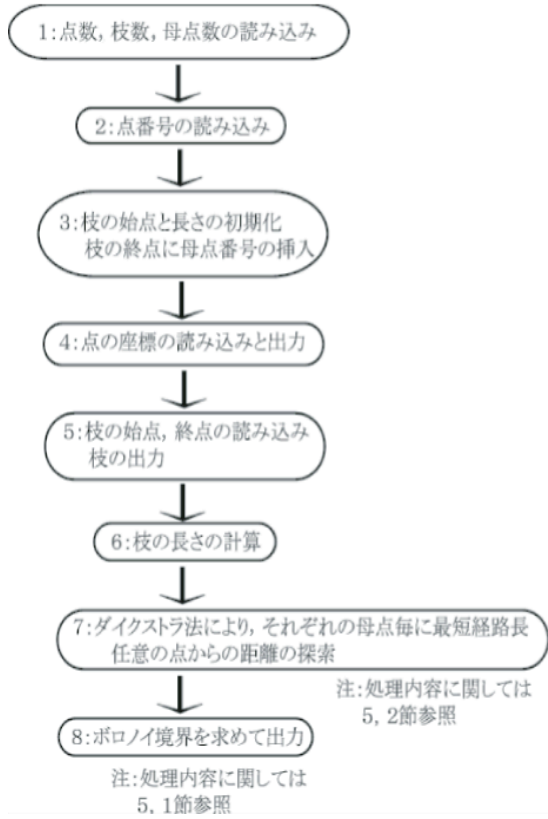 1:点数, 枝数, 母点数の読み込み
2:点番号の読み込み
3:枝の始点と長さの初期化
枝の終点に母点番号の挿入
4:点の座標の読み込みと出力
5:枝の始点, 終点の読み込み
枝の出力
6:枝の長さの計算
7:ダイクストラ法により, それぞれの母点毎に最短経路長
任意の点からの距離の探索
注:処理内容に関しては
5, 2節参照
8:ボロノイ境界を求めて出力
注:処理内容に関しては
5, 1節参照